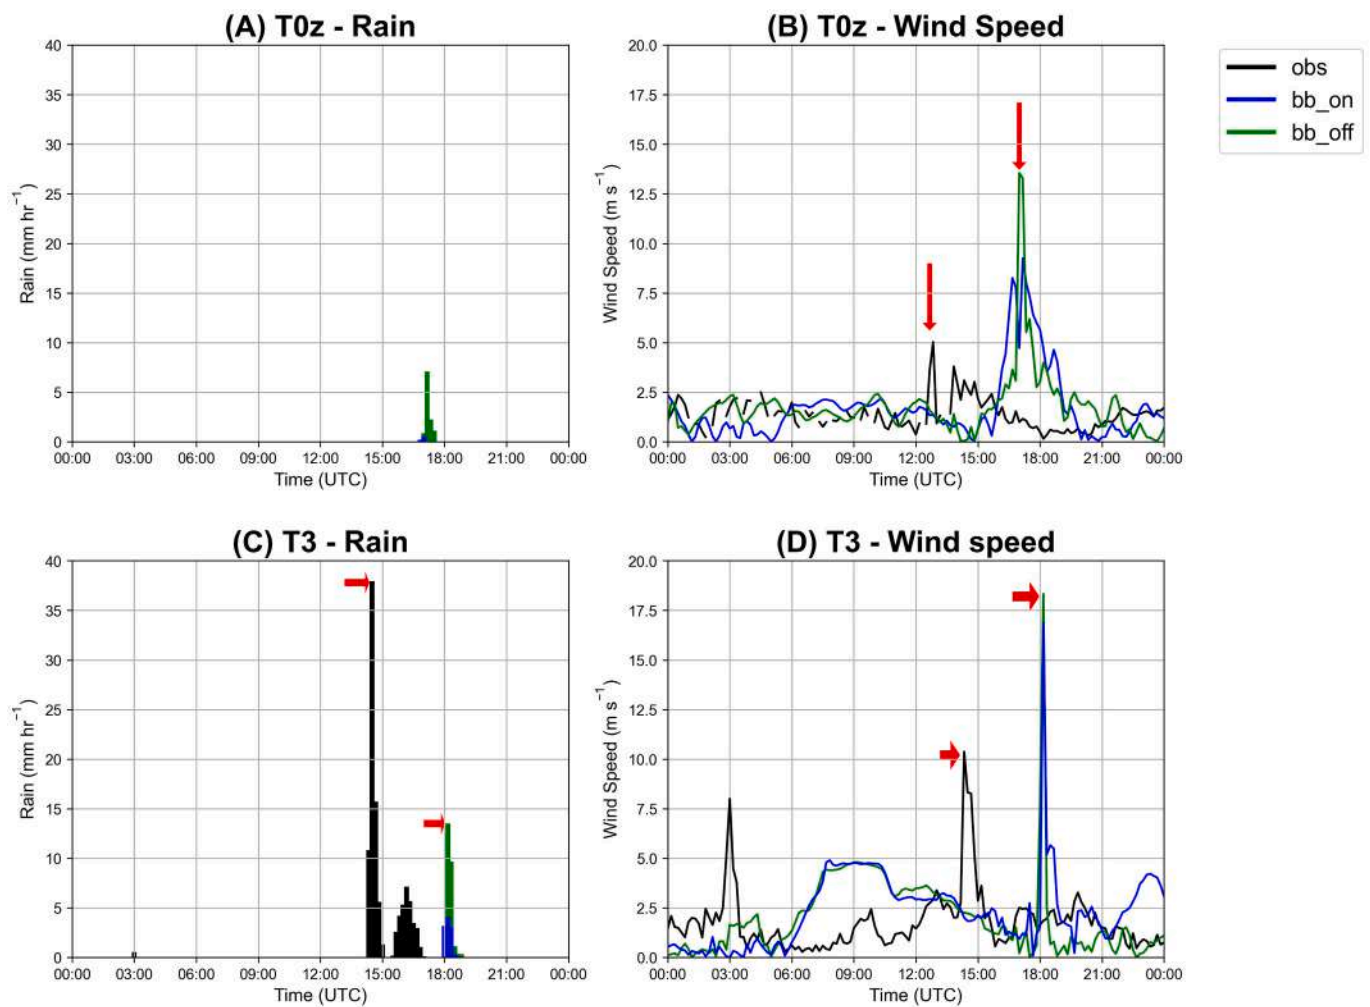 (A) T0z - Rain
40
35
30
25
20
15
10
5
0
Rain (mm hr⁻¹)
00:00 03:00 06:00 09:00 12:00 15:00 18:00 21:00 00:00
Time (UTC)
(B) T0z - Wind Speed
20.0
17.5
15.0
12.5
10.0
7.5
5.0
2.5
0.0
Wind Speed (m s⁻¹)
00:00 03:00 06:00 09:00 12:00 15:00 18:00 21:00 00:00
Time (UTC)
obs
bb_on
bb_off
(C) T3 - Rain
40
35
30
25
20
15
10
5
0
Rain (mm hr⁻¹)
00:00 03:00 06:00 09:00 12:00 15:00 18:00 21:00 00:00
Time (UTC)
(D) T3 - Wind speed
20.0
17.5
15.0
12.5
10.0
7.5
5.0
2.5
0.0
Wind Speed (m s⁻¹)
00:00 03:00 06:00 09:00 12:00 15:00 18:00 21:00 00:00
Time (UTC)